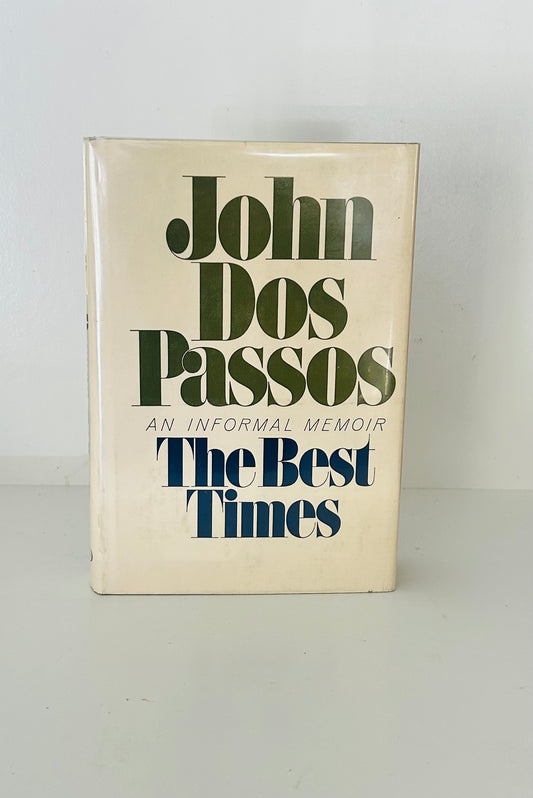 John
Dos
Passos
AN INFORMAL MEMOIR
The Best
Times